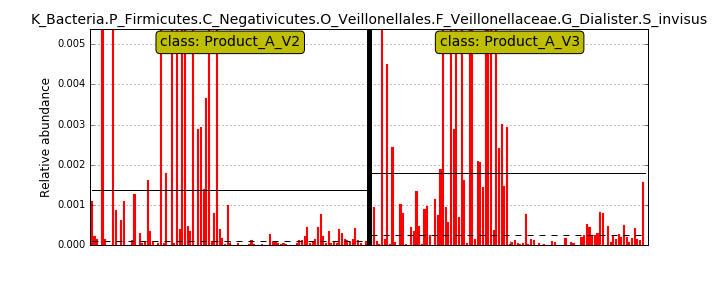 K_Bacteria.P_Firmicutes.C_Negativicutes.O_Veillonellales.F_Veillonellaceae.G_Dialister.S_invisus
class: Product_A_V2
class: Product_A_V3
Relative abundance
0.005
0.004
0.003
0.002
0.001
0.000